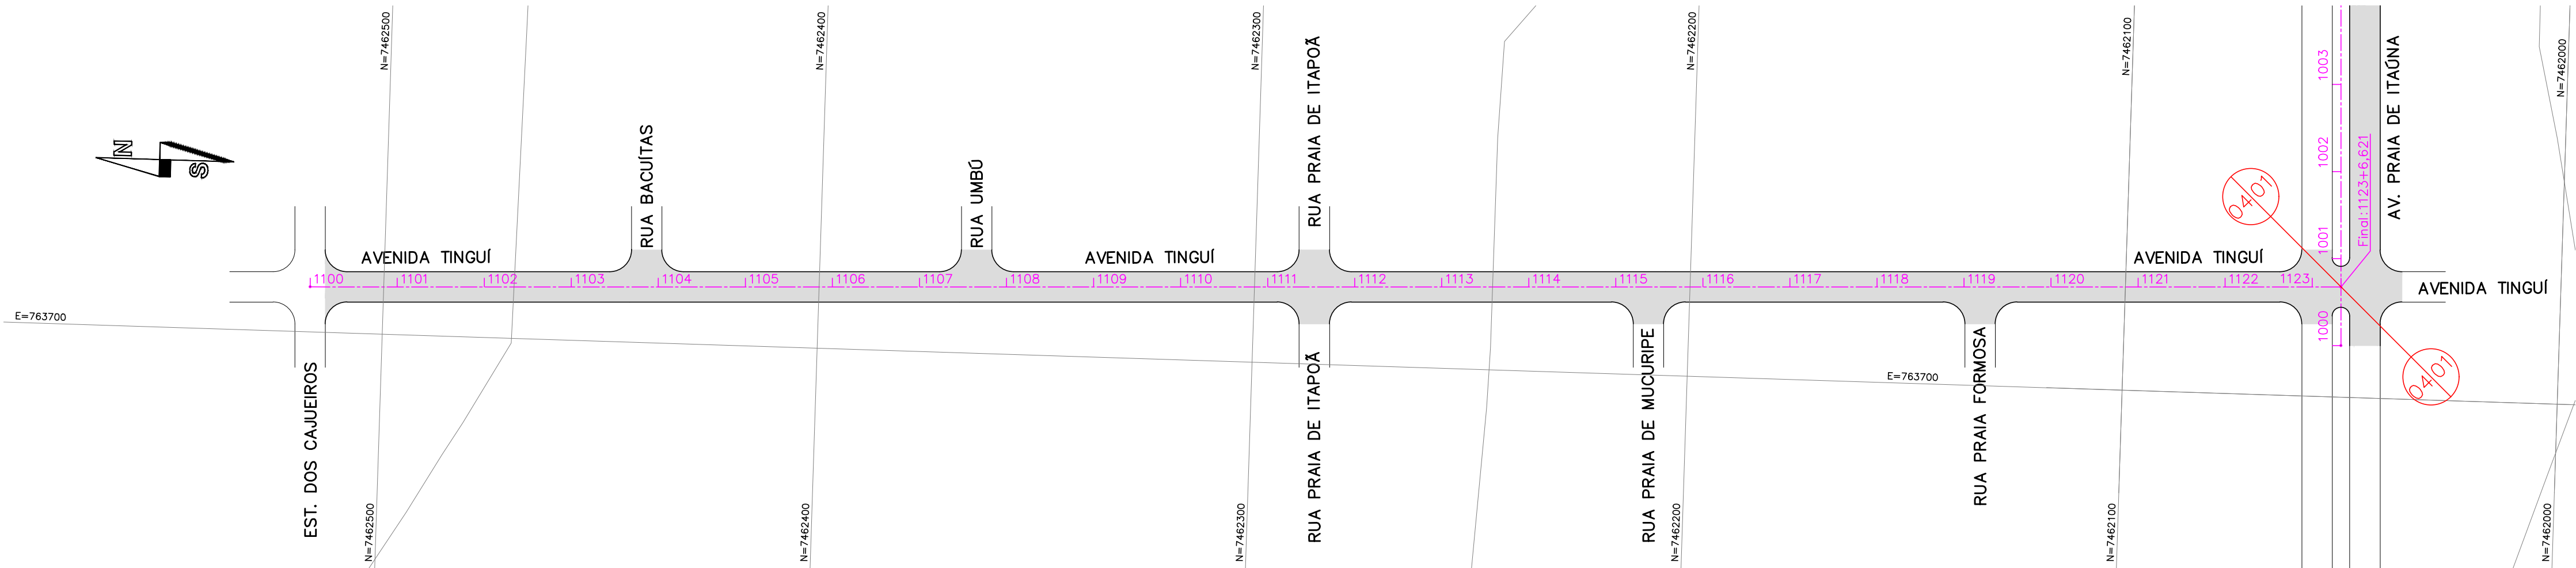 N=7462500
N=7462400
N=7462300
N=7462200
N=7462100
N=7462000
N
S
RUA BACUÍTAS
RUA UMBÚ
RUA PRAIA DE ITAPOÃ
AV. PRAIA DE ITAÚNA
1003
1002
1001
1000
Final:1123+6,621
04 01
AVENIDA TINGUÍ
AVENIDA TINGUÍ
AVENIDA TINGUÍ
AVENIDA TINGUÍ
1100 1101 1102 1103 1104 1105 1106 1107 1108 1109 1110 1111 1112 1113 1114 1115 1116 1117 1118 1119 1120 1121 1122 1123
E=763700
E=763700
04 01
EST. DOS CAJUEIROS
RUA PRAIA DE ITAPOÃ
RUA PRAIA DE MUCURIPE
RUA PRAIA FORMOSA
N=7462500
N=7462400
N=7462300
N=7462200
N=7462100
N=7462000